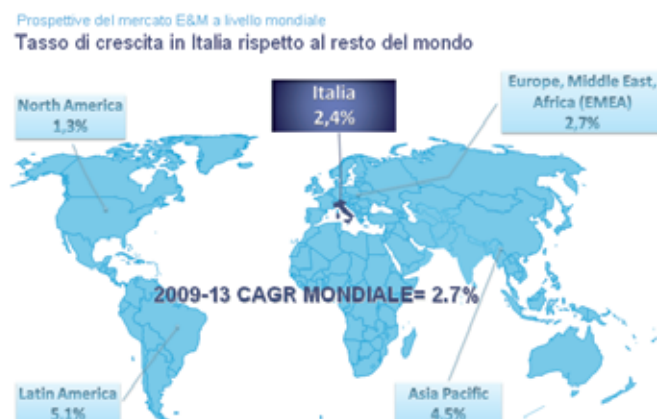 Prospettive del mercato E&M a livello mondiale
Tasso di crescita in Italia rispetto al resto del mondo
North America
1,3%
Italia
2,4%
Europe, Middle East,
Africa (EMEA)
2,7%
2009-13 CAGR MONDIALE= 2.7%
Latin America
5,1%
Asia Pacific
4,5%